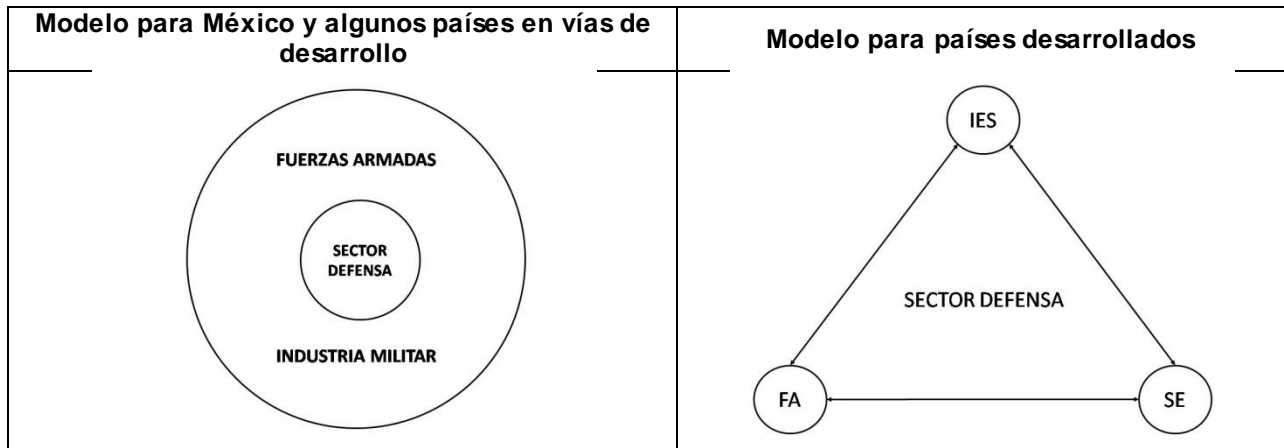 Modelo para México y algunos países en vías de
desarrollo
Modelo para países desarrollados
FUERZAS ARMADAS
SECTOR
DEFENSA
INDUSTRIA MILITAR
IES
SECTOR DEFENSA
FA
SE